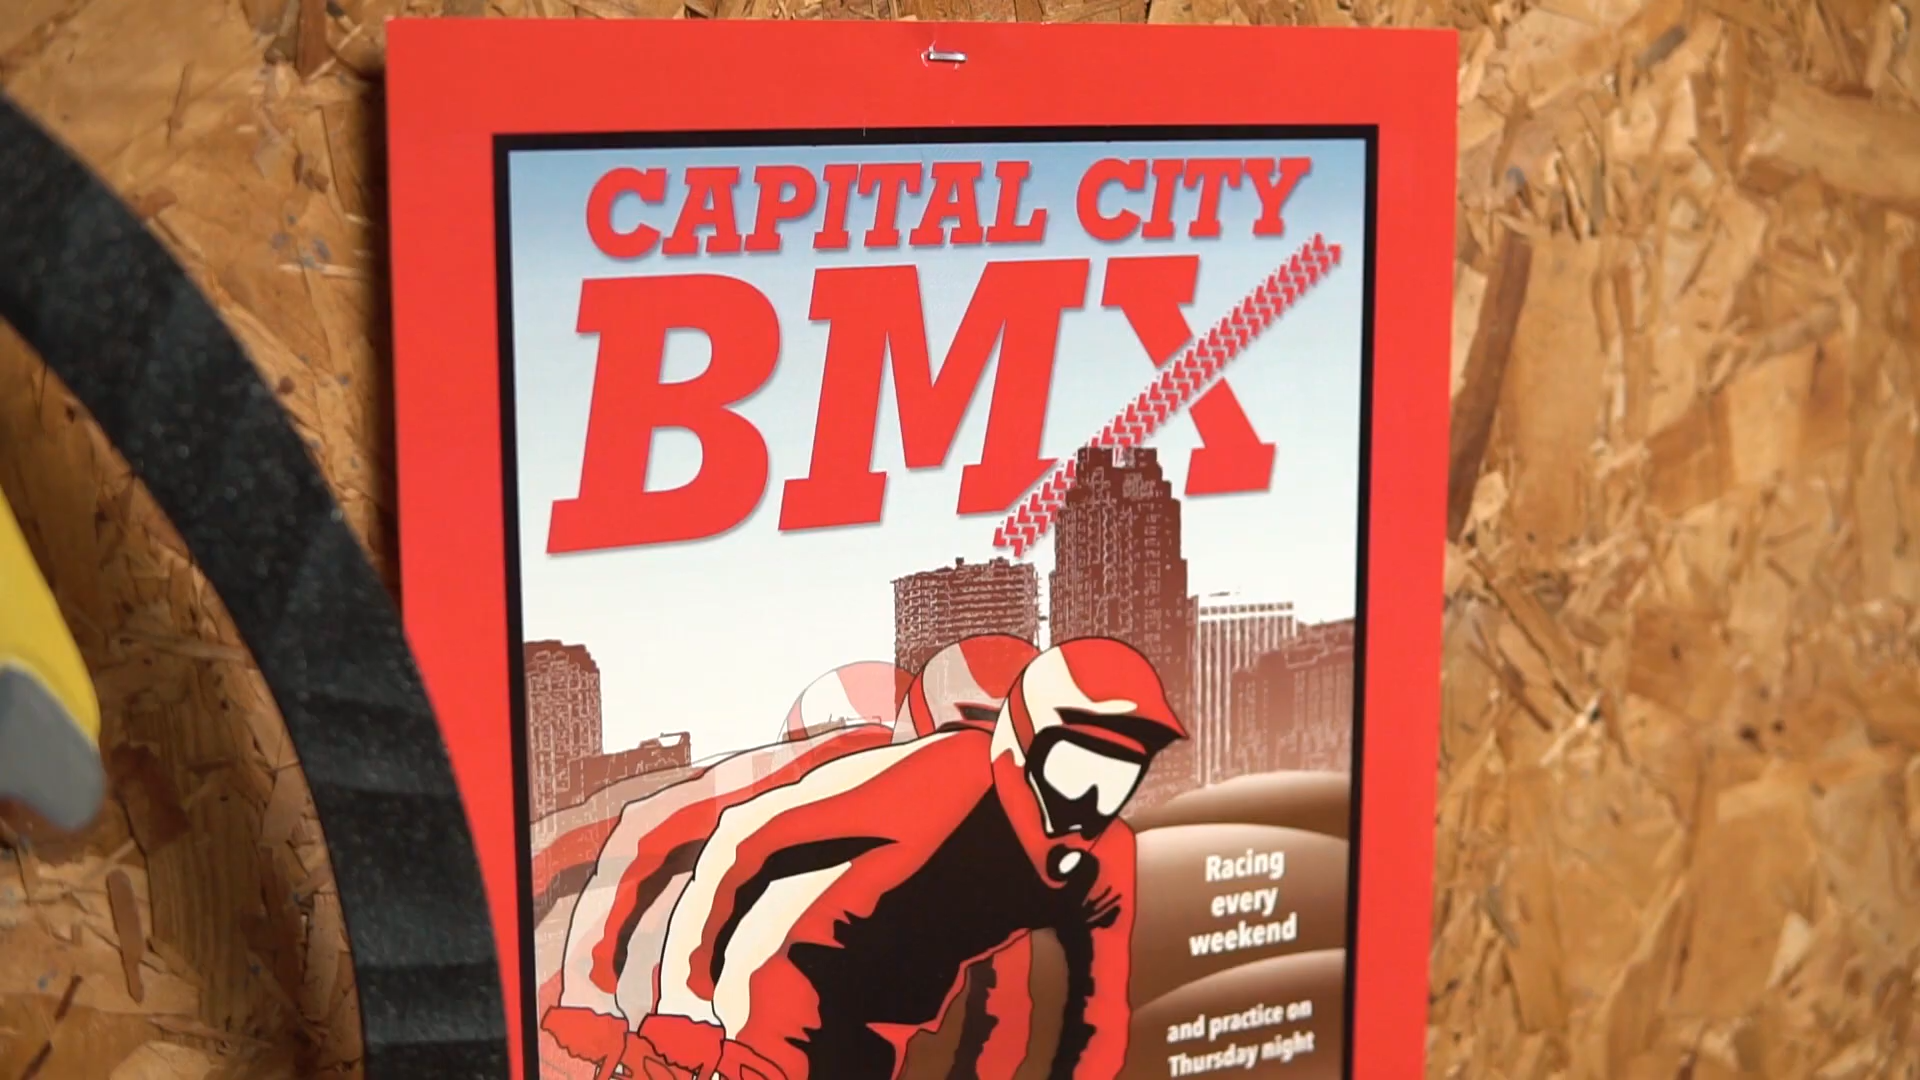 CAPITAL CITY
BMX
Racing
every
weekend
and practice on
Thursday night